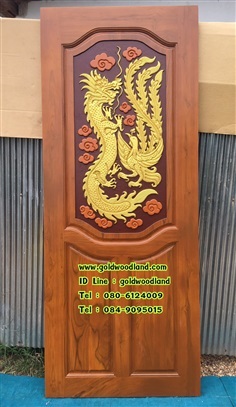 www.goldwoodland.com
ID Line : goldwoodland
Tel : 080-6124009
Tel : 084-9095015